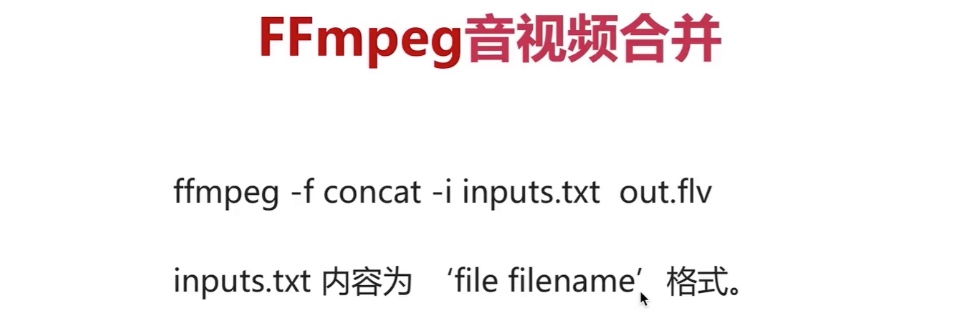 FFmpeg音视频合并
ffmpeg -f concat -i inputs.txt  out.flv
inputs.txt 内容为 ‘file filename’ 格式。